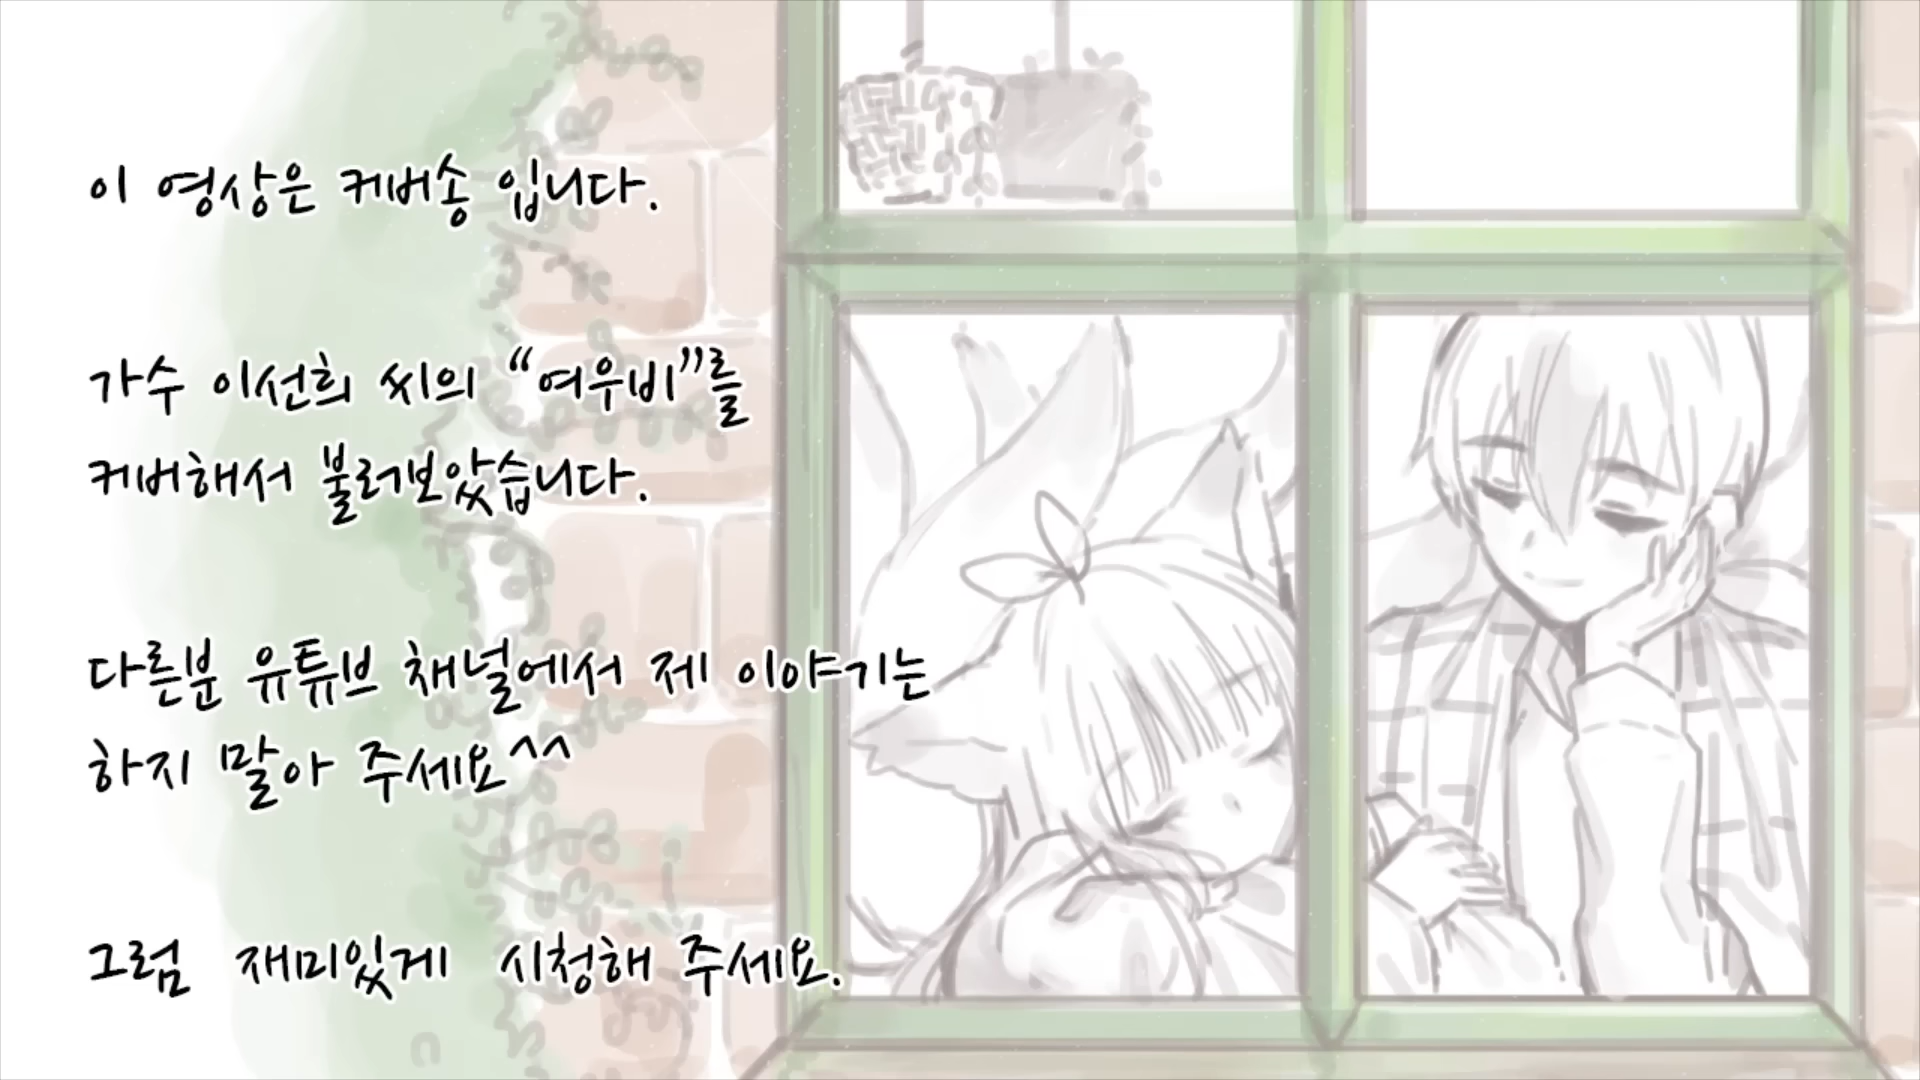 이 영상은 커버송 입니다.
가수 이선희 씨의 “여우비”를
커버해서 불러보았습니다.
다른분 유튜브 채널에서 제 이야기는
하지 말아 주세요^^
그럼 재미있게 시청해 주세요.